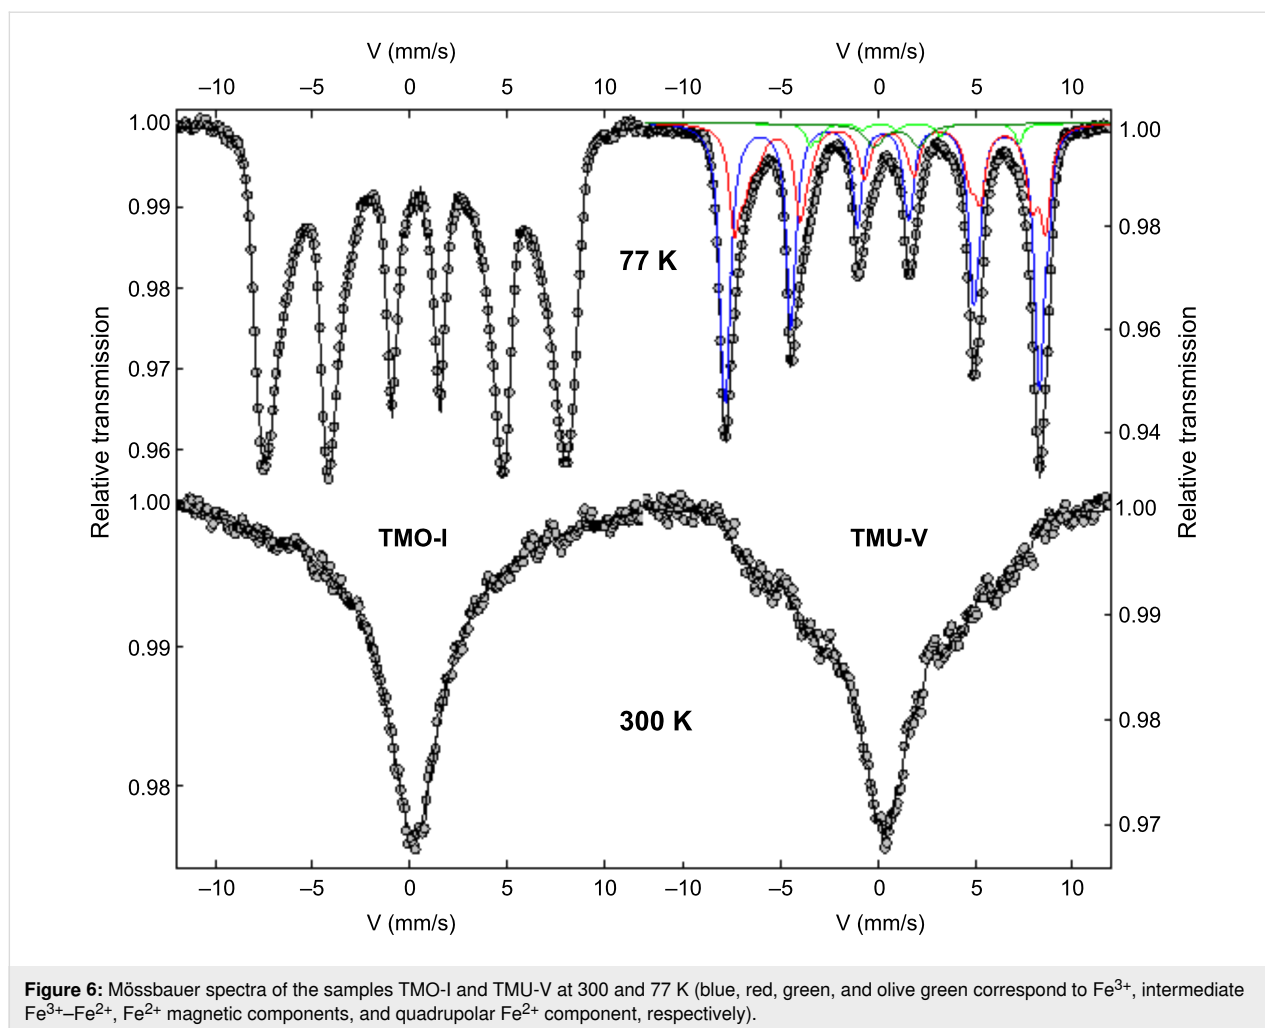 V (mm/s) V (mm/s)
–10 –5 0 5 10 –10 –5 0 5 10
1.00 1.00
0.99
0.98
77 K
0.98
0.96
0.97
0.94
0.96
Relative transmission Relative transmission
1.00 1.00
TMO-I TMU-V
0.99
0.99
300 K
0.98
0.98
0.97
–10 –5 0 5 10 –10 –5 0 5 10
V (mm/s) V (mm/s)
Figure 6: Mössbauer spectra of the samples TMO-I and TMU-V at 300 and 77 K (blue, red, green, and olive green correspond to Fe³⁺, intermediate
Fe³⁺–Fe²⁺, Fe²⁺ magnetic components, and quadrupolar Fe²⁺ component, respectively).